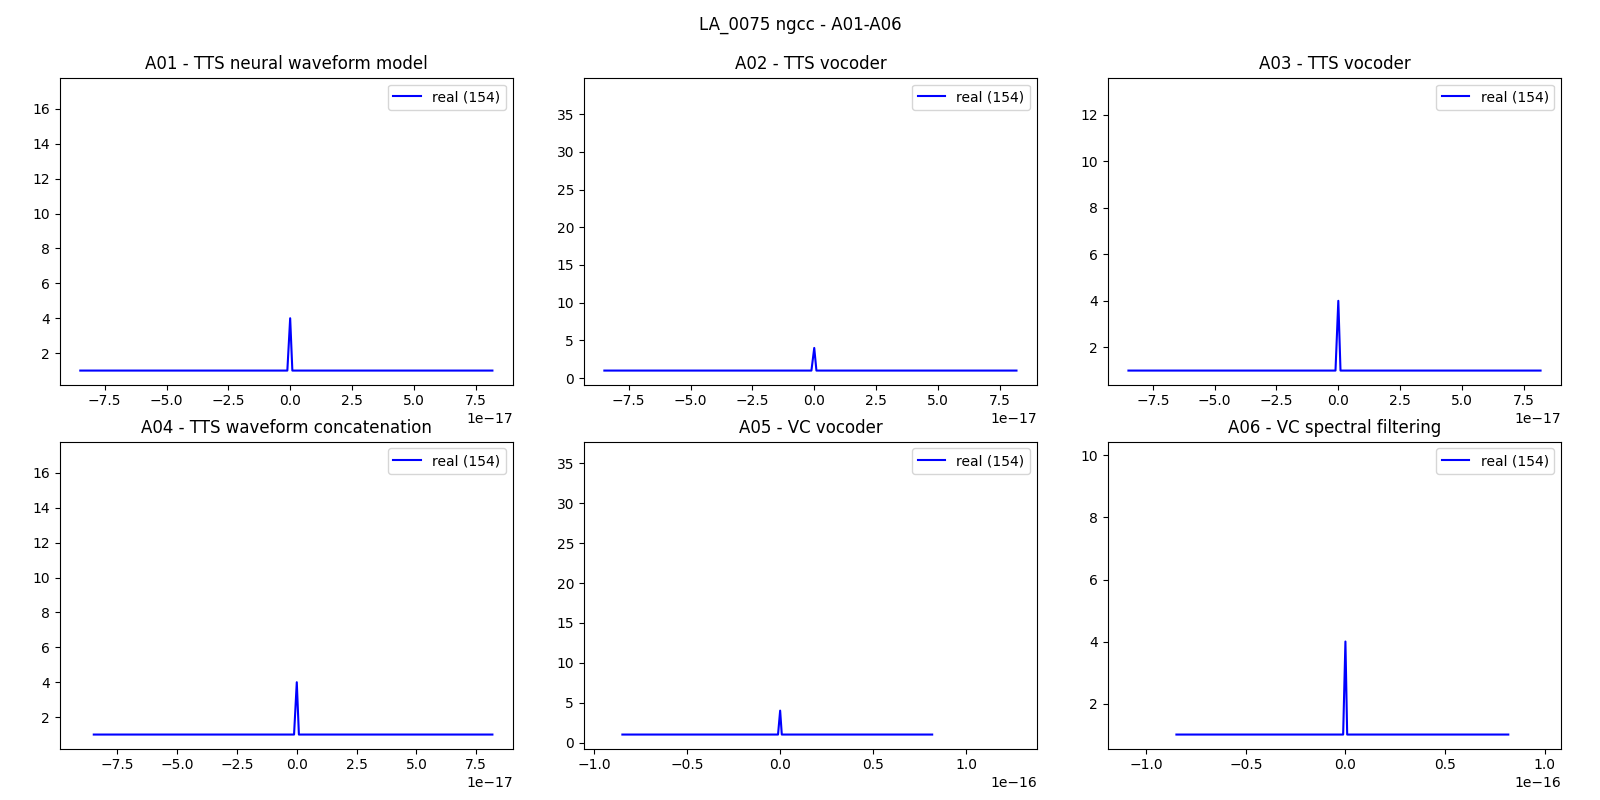 LA_0075 ngcc - A01-A06
A01 - TTS neural waveform model
real (154)
16
14
12
10
8
6
4
2
−7.5 −5.0 −2.5 0.0 2.5 5.0 7.5
1e−17
A02 - TTS vocoder
real (154)
35
30
25
20
15
10
5
0
−7.5 −5.0 −2.5 0.0 2.5 5.0 7.5
1e−17
A03 - TTS vocoder
real (154)
12
10
8
6
4
2
−7.5 −5.0 −2.5 0.0 2.5 5.0 7.5
1e−17
A04 - TTS waveform concatenation
real (154)
16
14
12
10
8
6
4
2
−7.5 −5.0 −2.5 0.0 2.5 5.0 7.5
1e−17
A05 - VC vocoder
real (154)
35
30
25
20
15
10
5
0
−1.0 −0.5 0.0 0.5 1.0
1e−16
A06 - VC spectral filtering
real (154)
10
8
6
4
2
−1.0 −0.5 0.0 0.5 1.0
1e−16